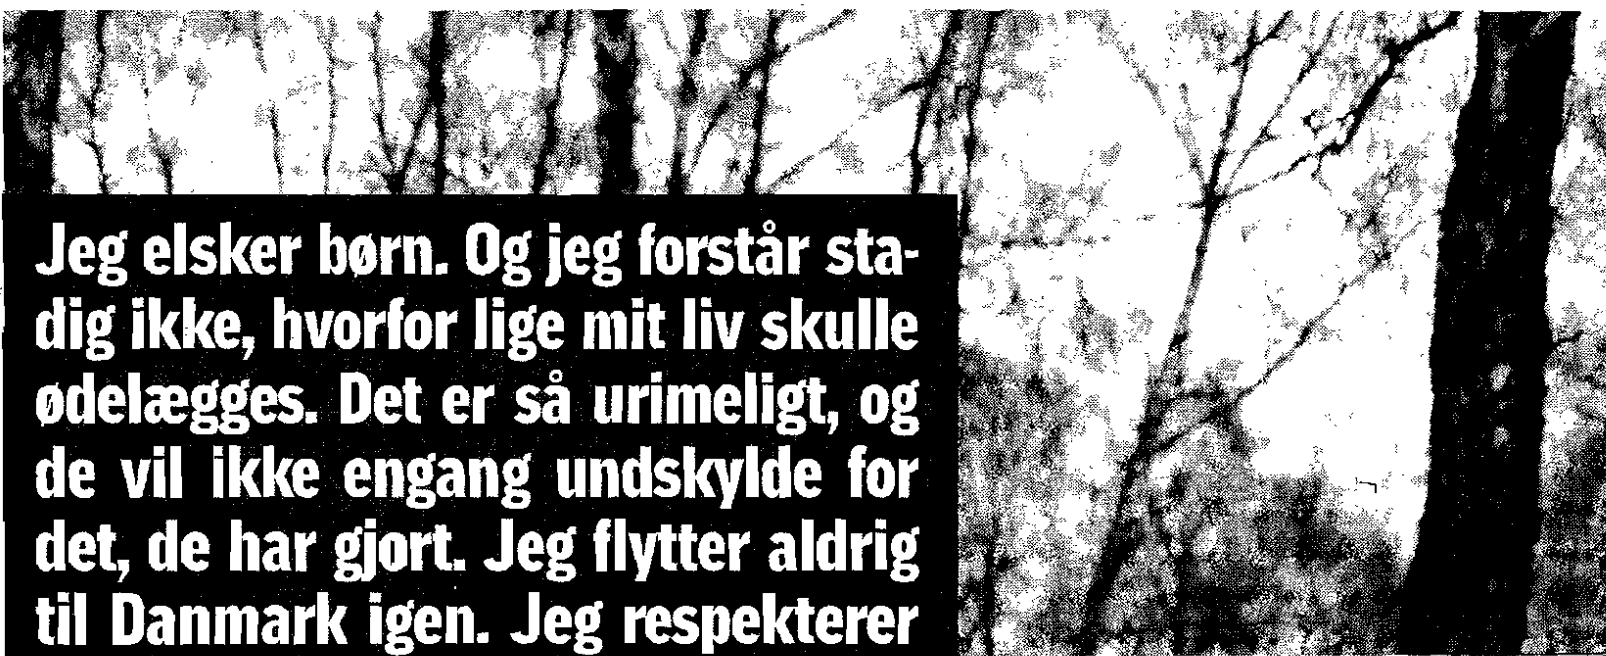 Jeg elsker børn. Og jeg forstår sta-
dig ikke, hvorfor lige mit liv skulle
ødelægges. Det er så urimeligt, og
de vil ikke engang undskylde for
det, de har gjort. Jeg flytter aldrig
til Danmark igen. Jeg respekterer